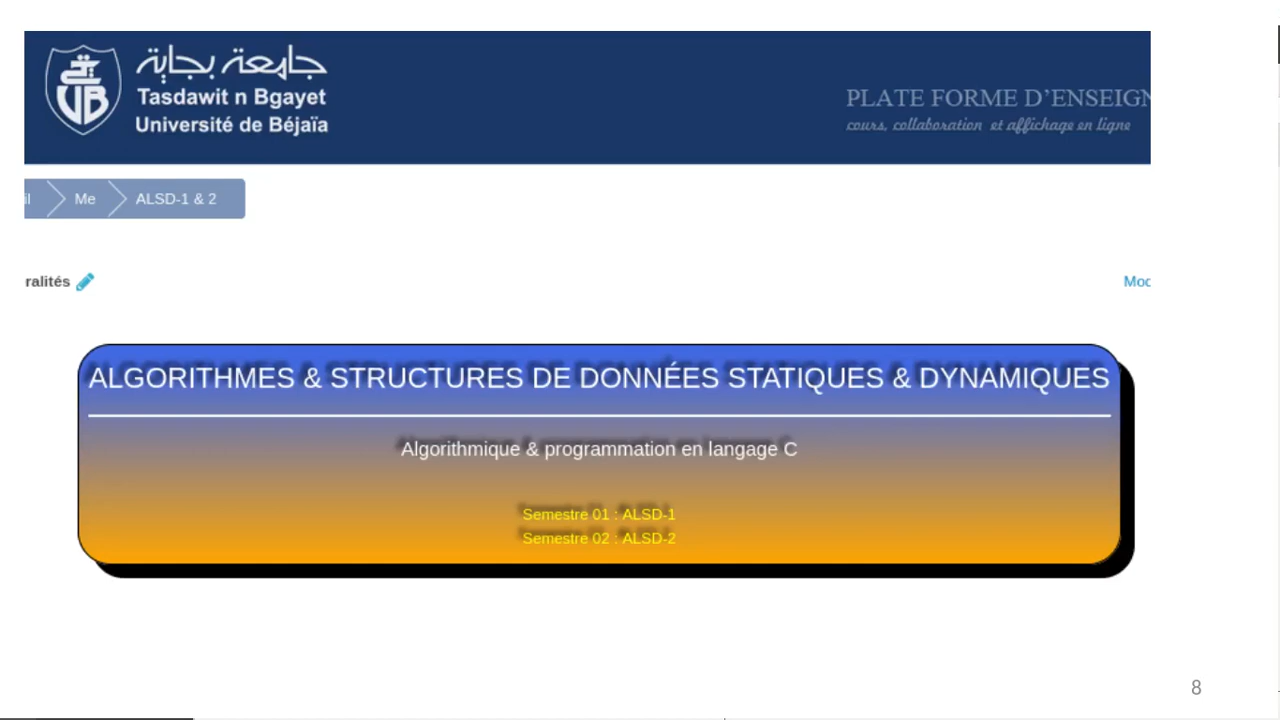 جامعة بجاية
Tasdawit n Bgayet
Université de Béjaïa
PLATE FORME D’ENSEIGN
cours, collaboration et affichage en ligne
il
Me
ALSD-1 & 2
ralités
Mod
ALGORITHMES & STRUCTURES DE DONNÉES STATIQUES & DYNAMIQUES
Algorithmique & programmation en langage C
Semestre 01 : ALSD-1
Semestre 02 : ALSD-2
8